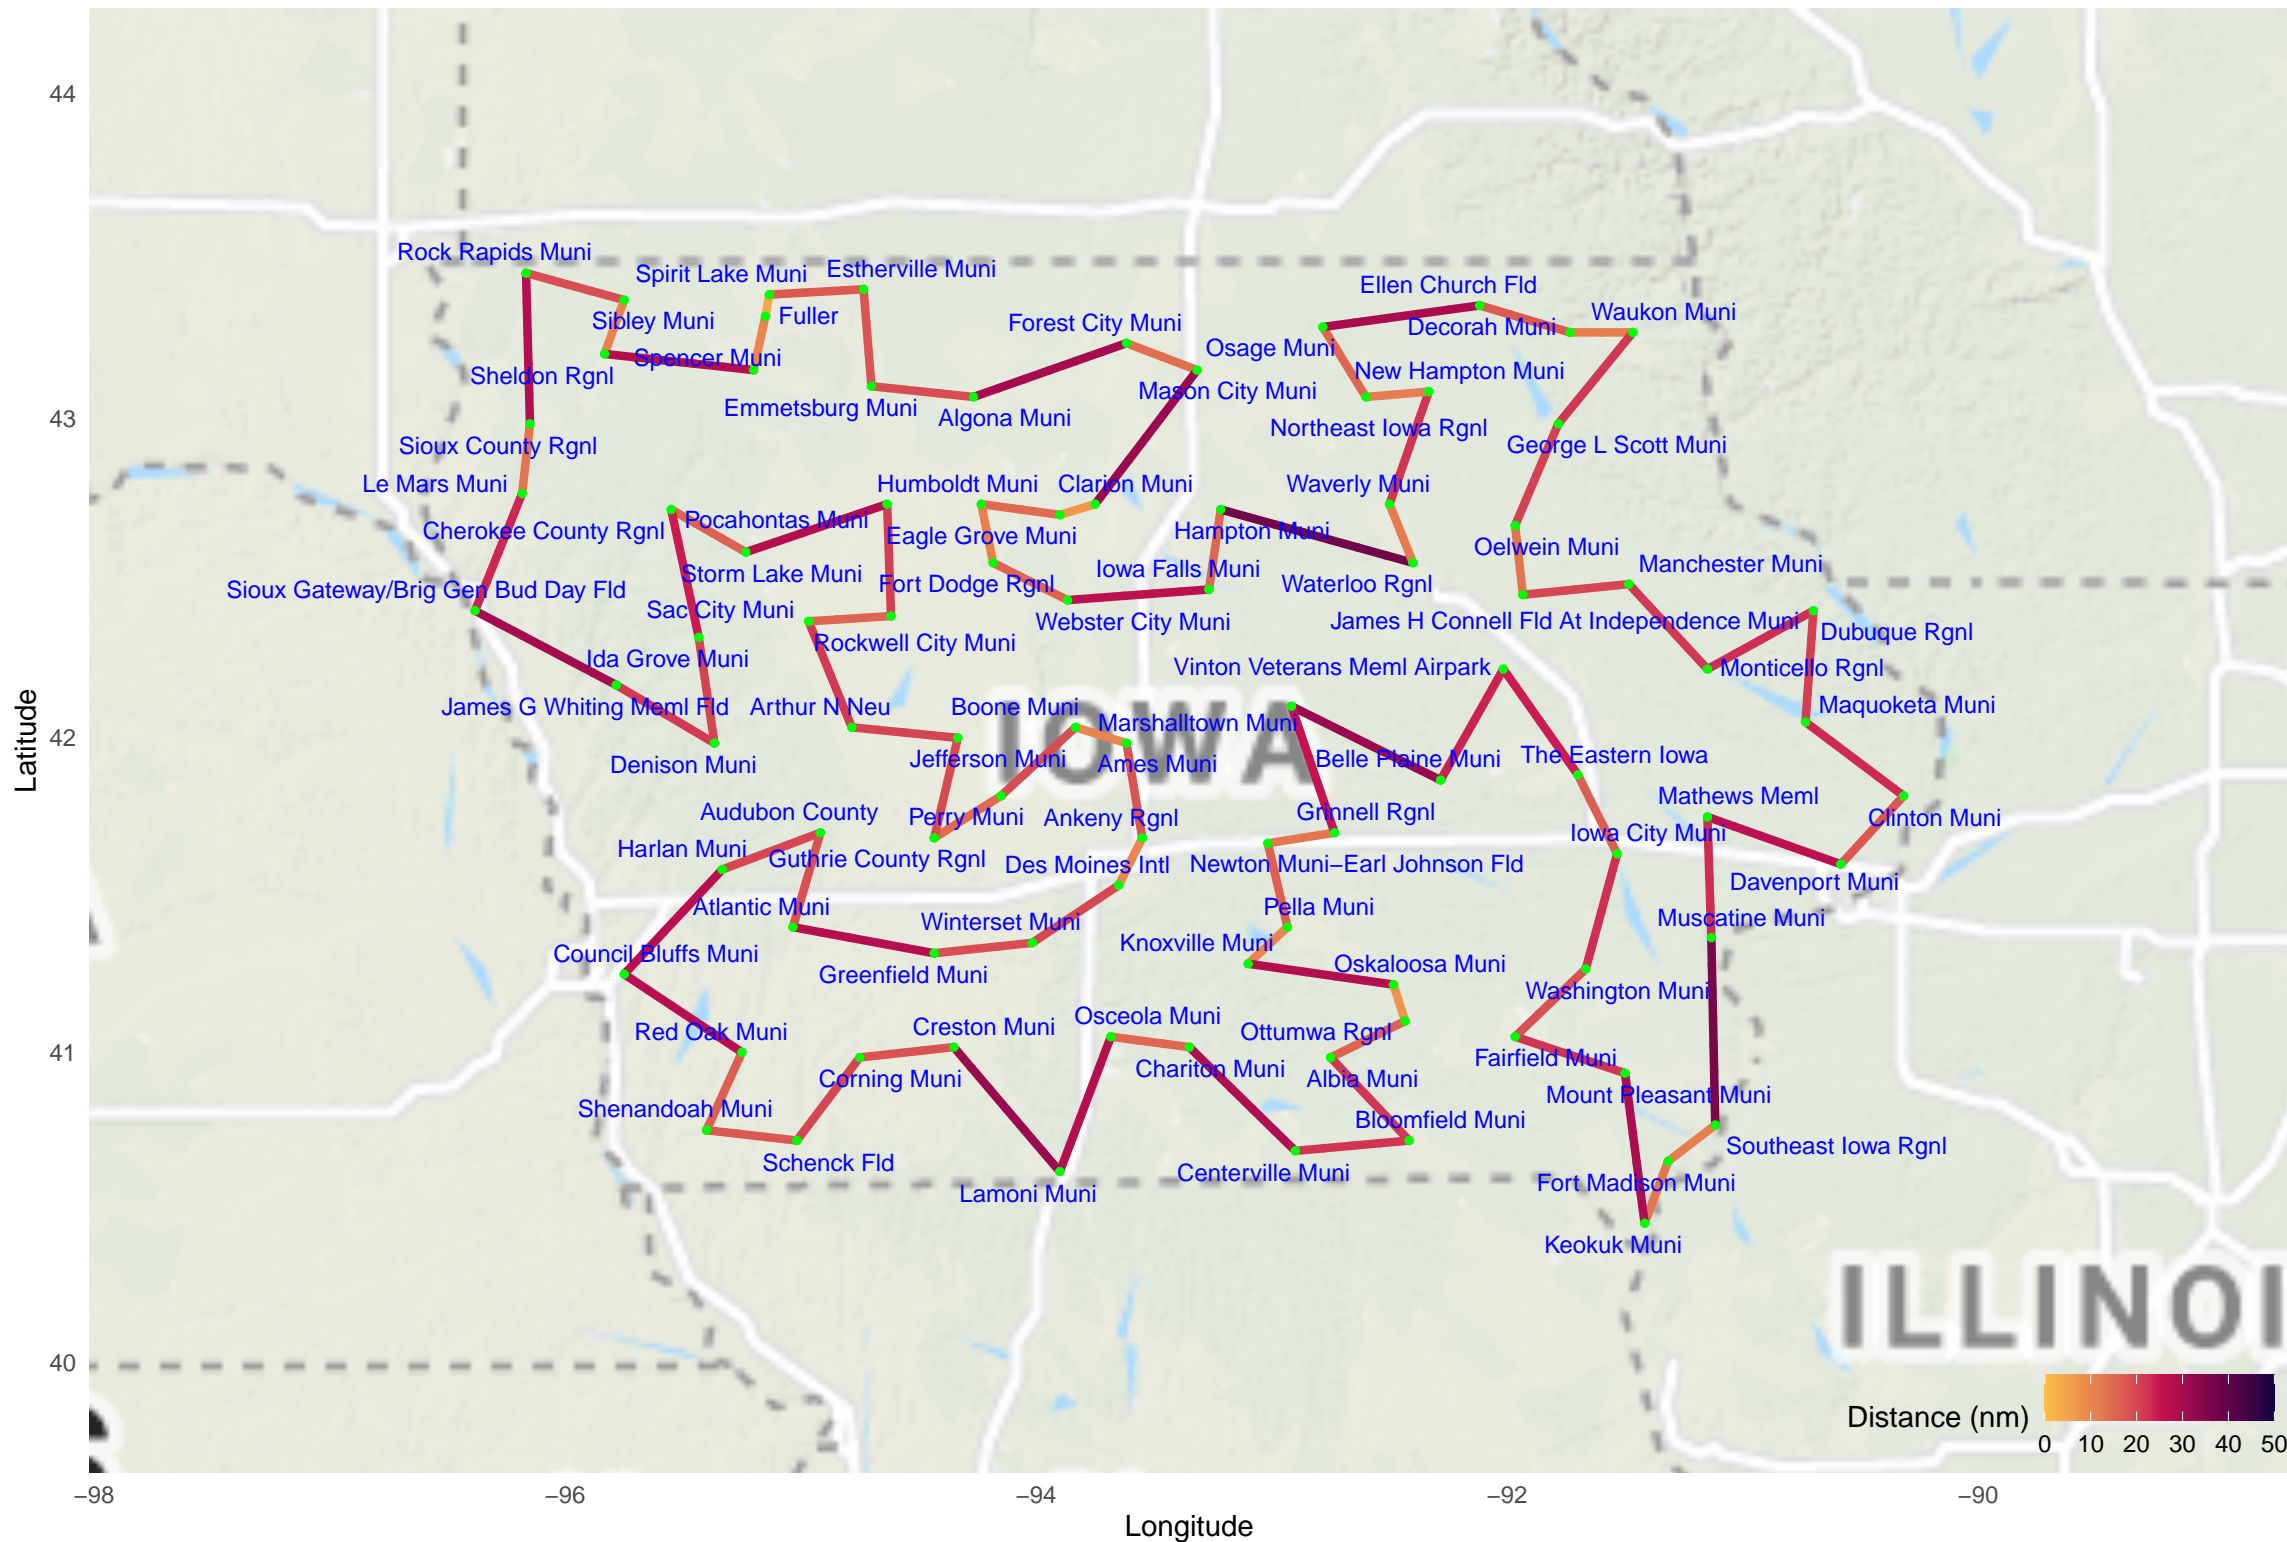 44
Rock Rapids Muni
Spirit Lake Muni
Estherville Muni
Ellen Church Fld
Sibley Muni
Fuller
Forest City Muni
Decorah Muni
Waukon Muni
Spencer Muni
Osage Muni
Sheldon Rgnl
New Hampton Muni
Mason City Muni
Emmetsburg Muni
Algona Muni
43
Northeast Iowa Rgnl
Sioux County Rgnl
George L Scott Muni
Le Mars Muni
Humboldt Muni
Clarion Muni
Waverly Muni
Cherokee County Rgnl
Pocahontas Muni
Eagle Grove Muni
Hampton Muni
Oelwein Muni
Storm Lake Muni
Fort Dodge Rgnl
Iowa Falls Muni
Waterloo Rgnl
Manchester Muni
Sioux Gateway/Brig Gen Bud Day Fld
Sac City Muni
Webster City Muni
James H Connell Fld At Independence Muni
Dubuque Rgnl
Rockwell City Muni
Ida Grove Muni
Vinton Veterans Meml Airpark
Monticello Rgnl
James G Whiting Meml Fld
Arthur N Neu
Boone Muni
Marshalltown Muni
Maquoketa Muni
IOWA
42
Denison Muni
Jefferson Muni
Ames Muni
Belle Plaine Muni
The Eastern Iowa
Mathews Meml
Audubon County
Perry Muni
Ankeny Rgnl
Grinnell Rgnl
Clinton Muni
Iowa City Muni
Harlan Muni
Guthrie County Rgnl
Des Moines Intl
Newton Muni–Earl Johnson Fld
Davenport Muni
Atlantic Muni
Winterset Muni
Pella Muni
Muscatine Muni
Council Bluffs Muni
Greenfield Muni
Knoxville Muni
Oskaloosa Muni
Washington Muni
Red Oak Muni
Creston Muni
Osceola Muni
Ottumwa Rgnl
41
Fairfield Muni
Corning Muni
Chariton Muni
Albia Muni
Mount Pleasant Muni
Shenandoah Muni
Bloomfield Muni
Schenck Fld
Centerville Muni
Southeast Iowa Rgnl
Lamoni Muni
Fort Madison Muni
Keokuk Muni
ILLINOI
40
Distance (nm)
0 10 20 30 40 50
−98 −96 −94 −92 −90
Longitude
Latitude